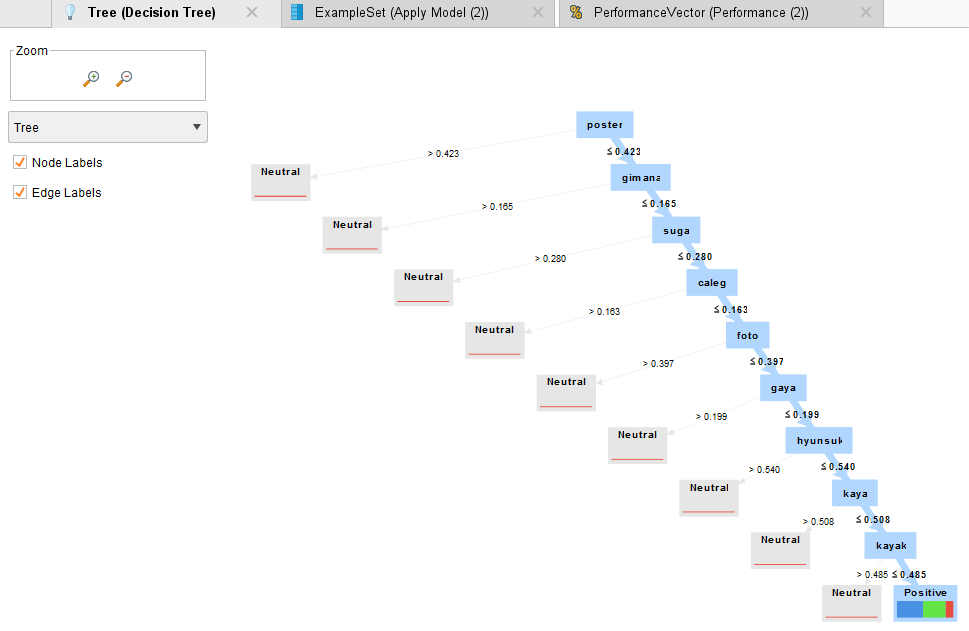 Tree (Decision Tree)
ExampleSet (Apply Model (2))
PerformanceVector (Performance (2))
Zoom
Tree
Node Labels
Edge Labels
poster
> 0.423
≤ 0.423
Neutral
gimana
> 0.165
≤ 0.165
Neutral
suga
> 0.280
≤ 0.280
Neutral
caleg
> 0.163
≤ 0.163
Neutral
foto
> 0.397
≤ 0.397
Neutral
gaya
> 0.199
≤ 0.199
Neutral
hyunsuk
> 0.540
≤ 0.540
Neutral
kaya
> 0.508
≤ 0.508
Neutral
kayak
> 0.485
≤ 0.485
Neutral
Positive